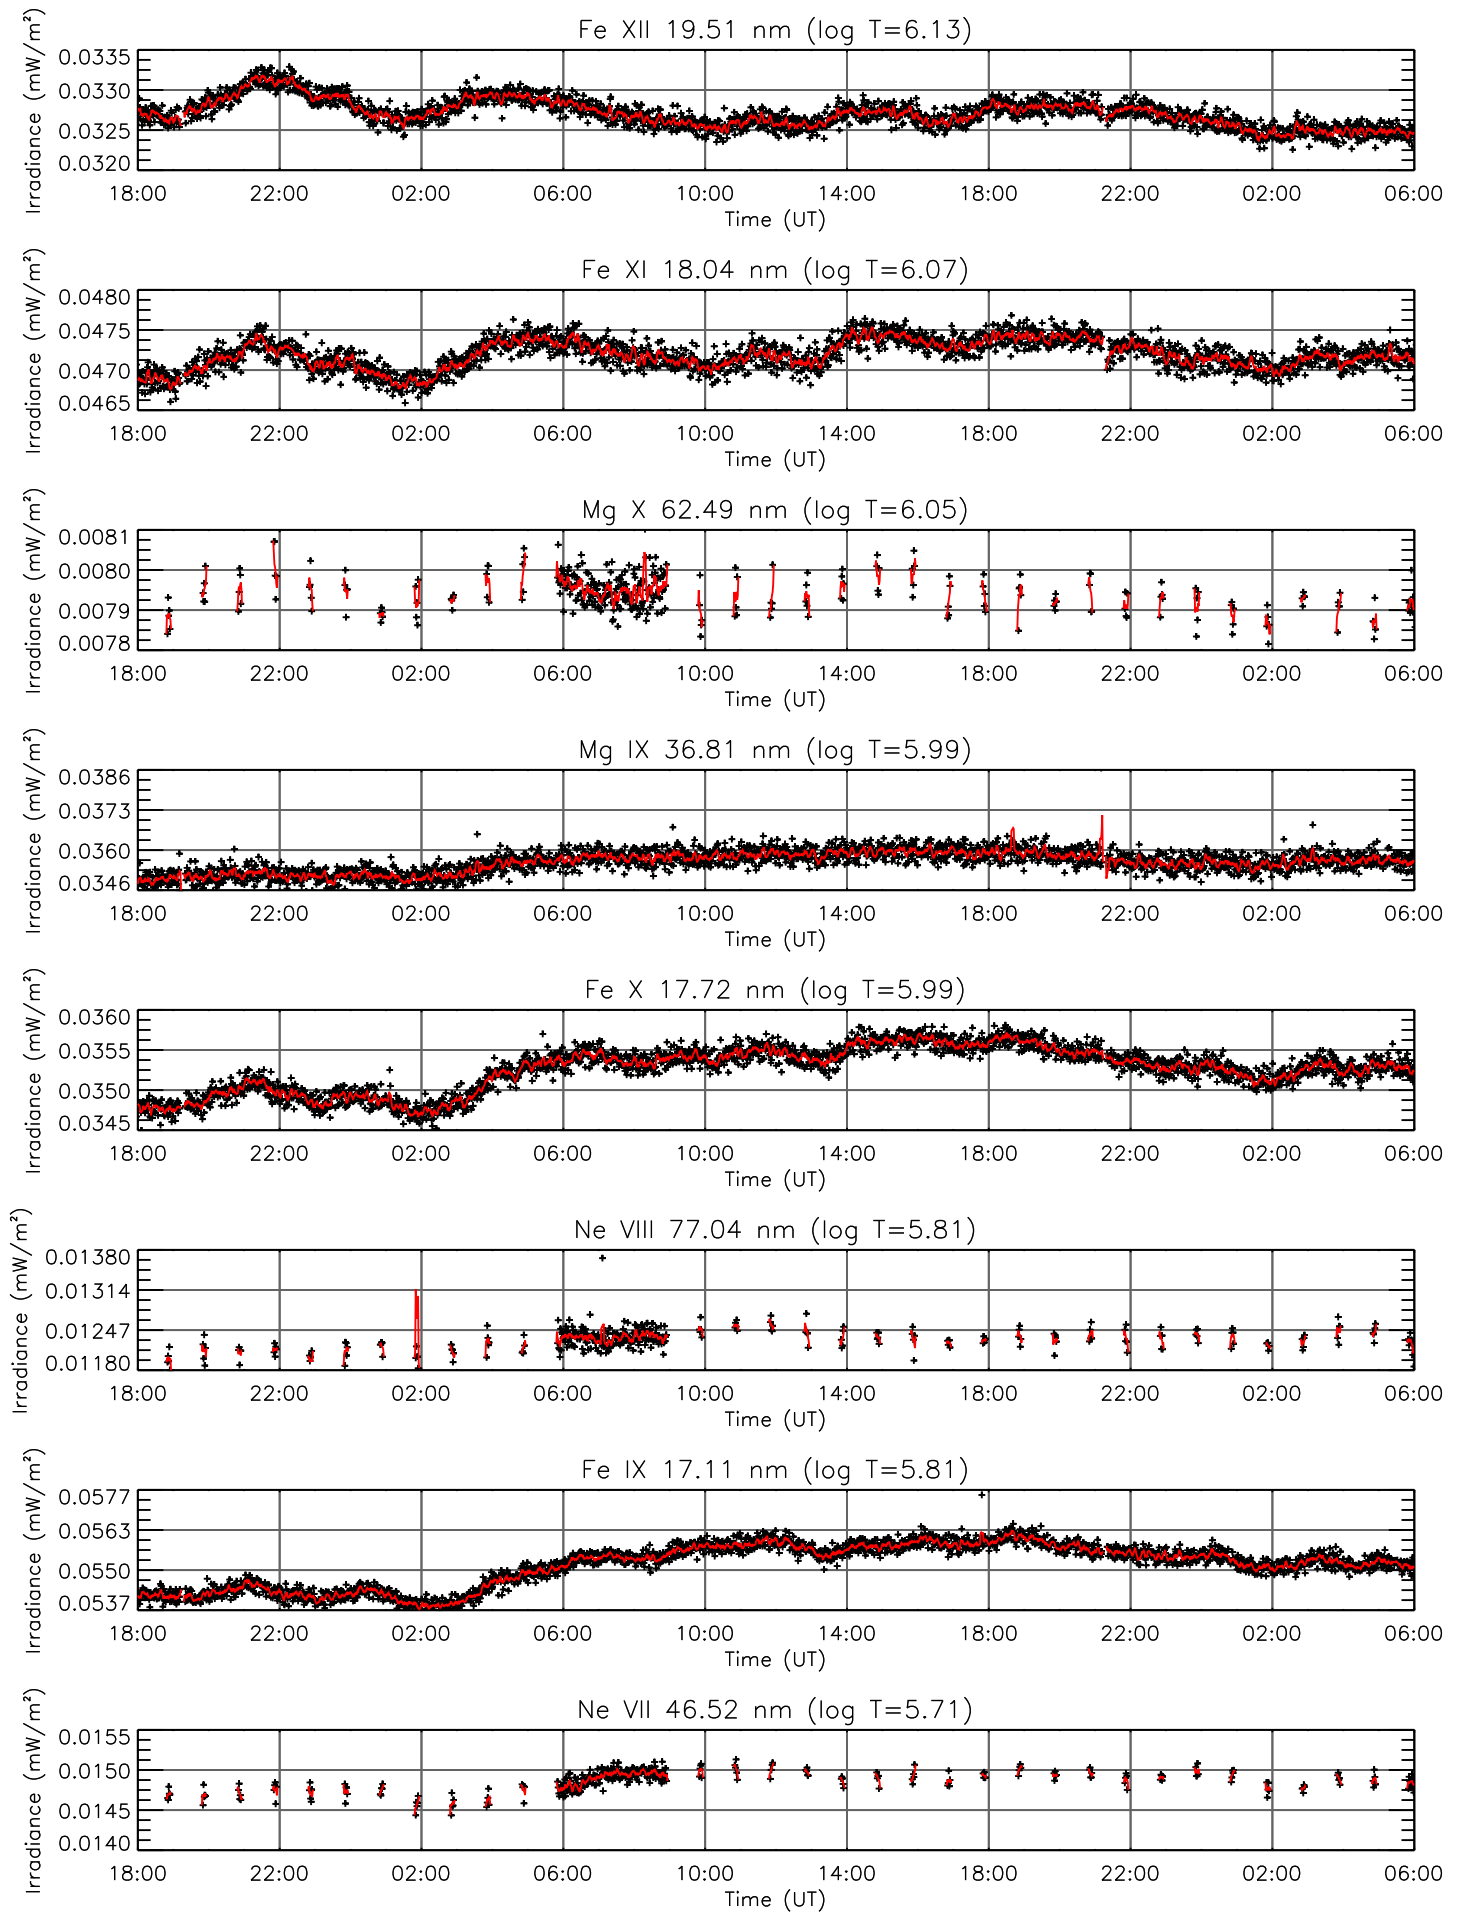 Fe XII 19.51 nm (log T=6.13)
Irradiance (mW/m²)
0.0335
0.0330
0.0325
0.0320
18:00 22:00 02:00 06:00 10:00 14:00 18:00 22:00 02:00 06:00
Time (UT)
Fe XI 18.04 nm (log T=6.07)
Irradiance (mW/m²)
0.0480
0.0475
0.0470
0.0465
18:00 22:00 02:00 06:00 10:00 14:00 18:00 22:00 02:00 06:00
Time (UT)
Mg X 62.49 nm (log T=6.05)
Irradiance (mW/m²)
0.0081
0.0080
0.0079
0.0078
18:00 22:00 02:00 06:00 10:00 14:00 18:00 22:00 02:00 06:00
Time (UT)
Mg IX 36.81 nm (log T=5.99)
Irradiance (mW/m²)
0.0386
0.0373
0.0360
0.0346
18:00 22:00 02:00 06:00 10:00 14:00 18:00 22:00 02:00 06:00
Time (UT)
Fe X 17.72 nm (log T=5.99)
Irradiance (mW/m²)
0.0360
0.0355
0.0350
0.0345
18:00 22:00 02:00 06:00 10:00 14:00 18:00 22:00 02:00 06:00
Time (UT)
Ne VIII 77.04 nm (log T=5.81)
Irradiance (mW/m²)
0.01380
0.01314
0.01247
0.01180
18:00 22:00 02:00 06:00 10:00 14:00 18:00 22:00 02:00 06:00
Time (UT)
Fe IX 17.11 nm (log T=5.81)
Irradiance (mW/m²)
0.0577
0.0563
0.0550
0.0537
18:00 22:00 02:00 06:00 10:00 14:00 18:00 22:00 02:00 06:00
Time (UT)
Ne VII 46.52 nm (log T=5.71)
Irradiance (mW/m²)
0.0155
0.0150
0.0145
0.0140
18:00 22:00 02:00 06:00 10:00 14:00 18:00 22:00 02:00 06:00
Time (UT)